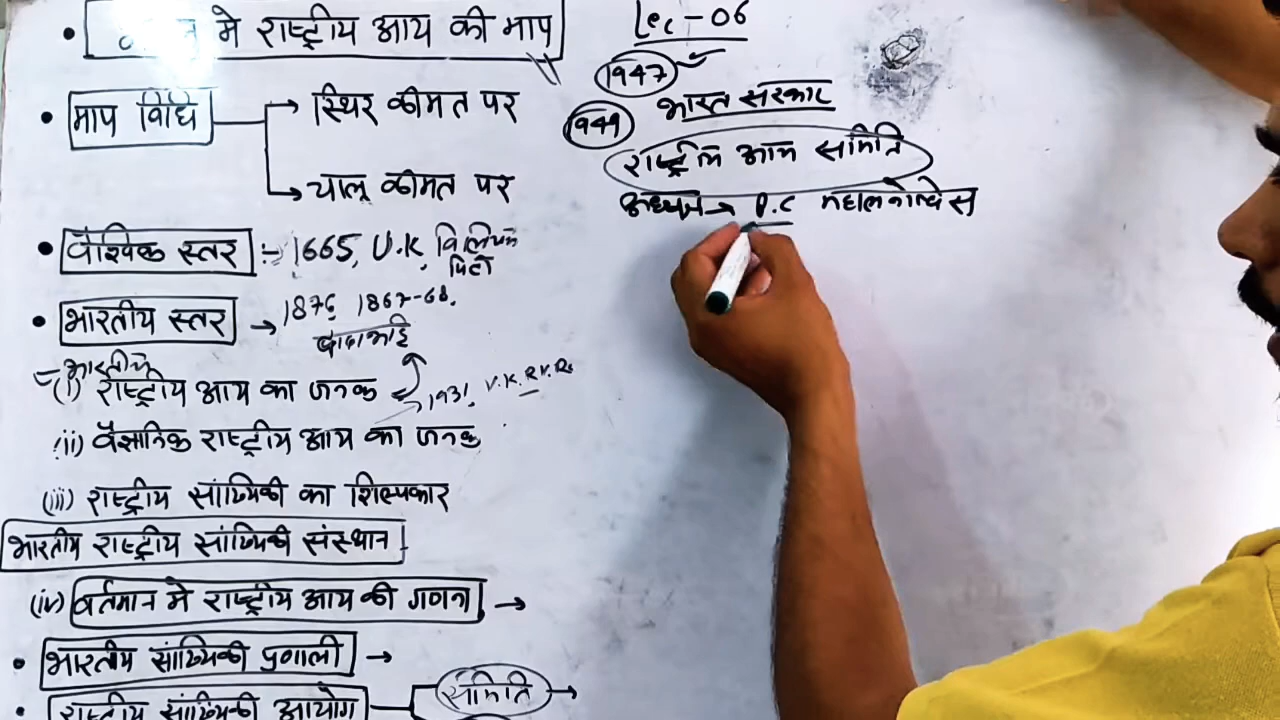 में राष्ट्रीय आय की माप
Lec-06
माप विधि
स्थिर कीमत पर
चालू कीमत पर
1947
भारत सरकार
1949
राष्ट्रीय आय समिति
अध्यक्ष → P.C महालनोबिस
वैश्विक स्तर :- 1665, U.K, विलियम पेटी
भारतीय स्तर → 1876 1867-68.
दादाभाई
भारतीय
(i) राष्ट्रीय आय का जनक
1931, V.K.R.V.R.
(ii) वैज्ञानिक राष्ट्रीय आय का जनक
(iii) राष्ट्रीय सांख्यिकी का शिल्पकार
भारतीय राष्ट्रीय सांख्यिकी संस्थान
(iv) वर्तमान मे राष्ट्रीय आय की गणना →
भारतीय सांख्यिकी प्रणाली →
राष्ट्रीय सांख्यिकी आयोग
समिति →